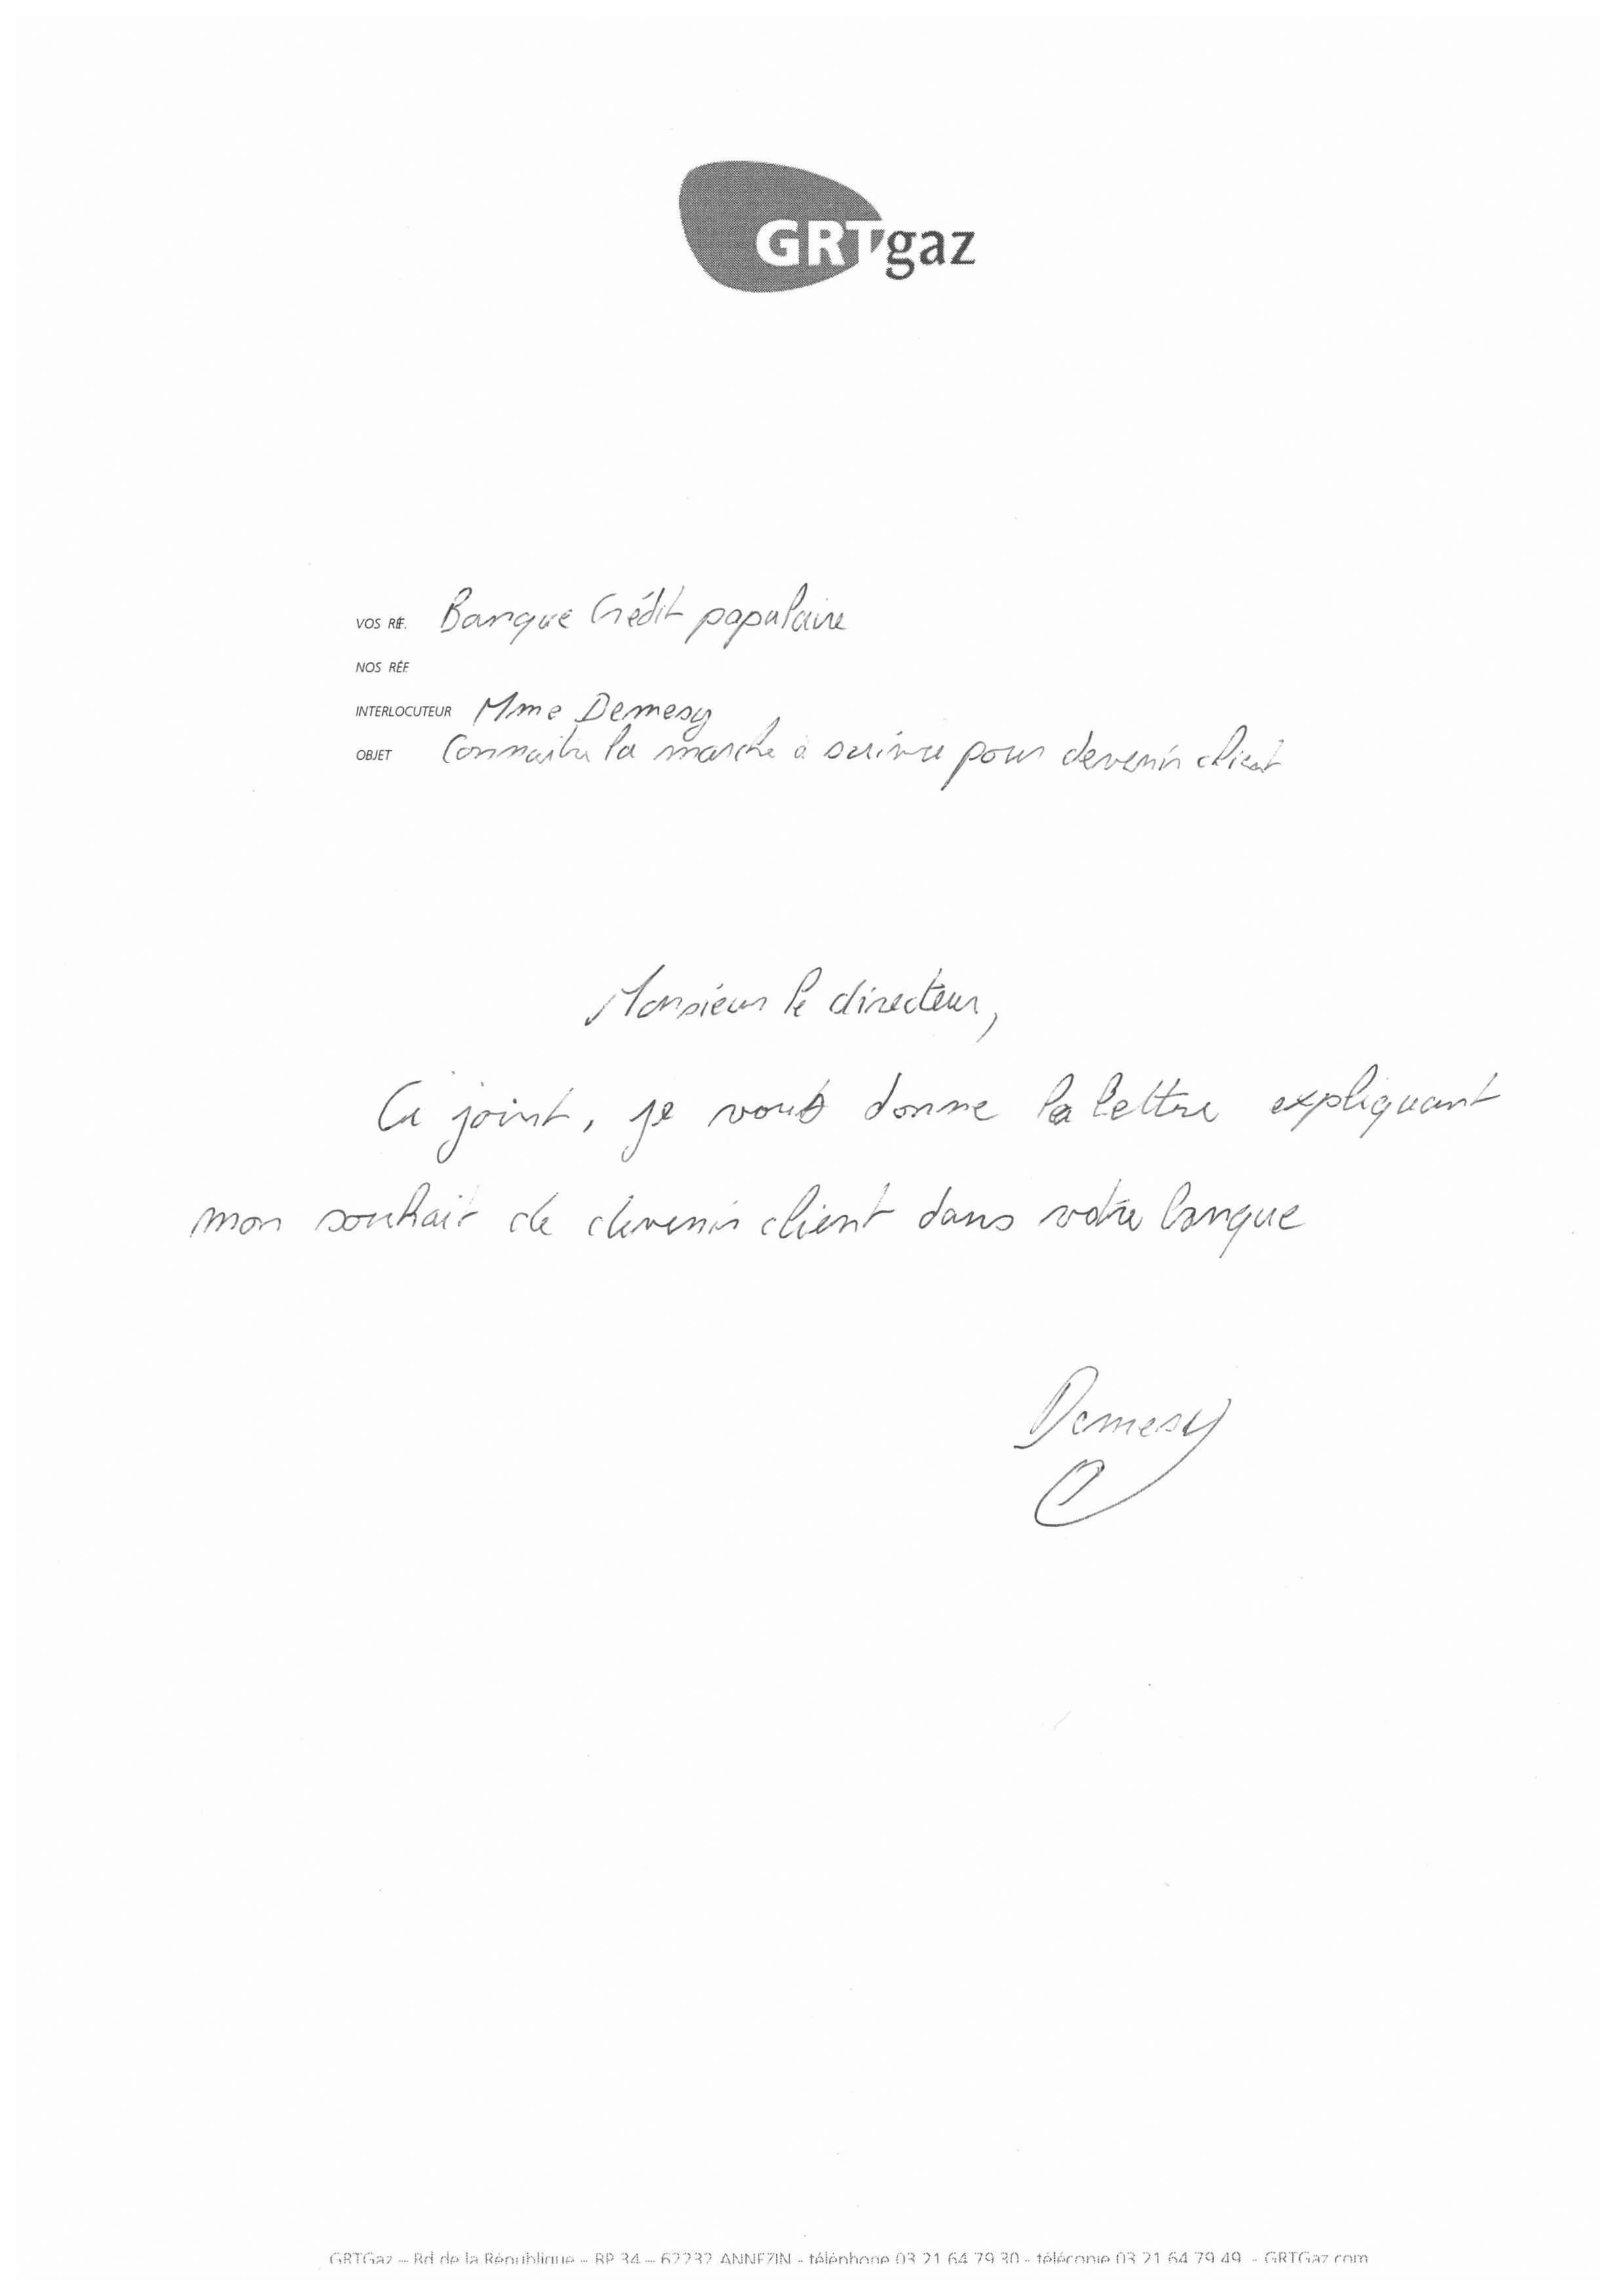 GRTgaz
VOS RÉF. Banque Crédit populaire
NOS RÉF
INTERLOCUTEUR Mme Demesy
OBJET Connaitre la marche à suivre pour devenir client
Monsieur le directeur,
Ci joint, je vous donne la lettre expliquant
mon souhait de devenir client dans votre banque
Demesy
GRTGaz – Bd de la République – BP 34 – 62232 ANNEZIN - téléphone 03 21 64 79 30 - télécopie 03 21 64 79 49 - GRTGaz.com